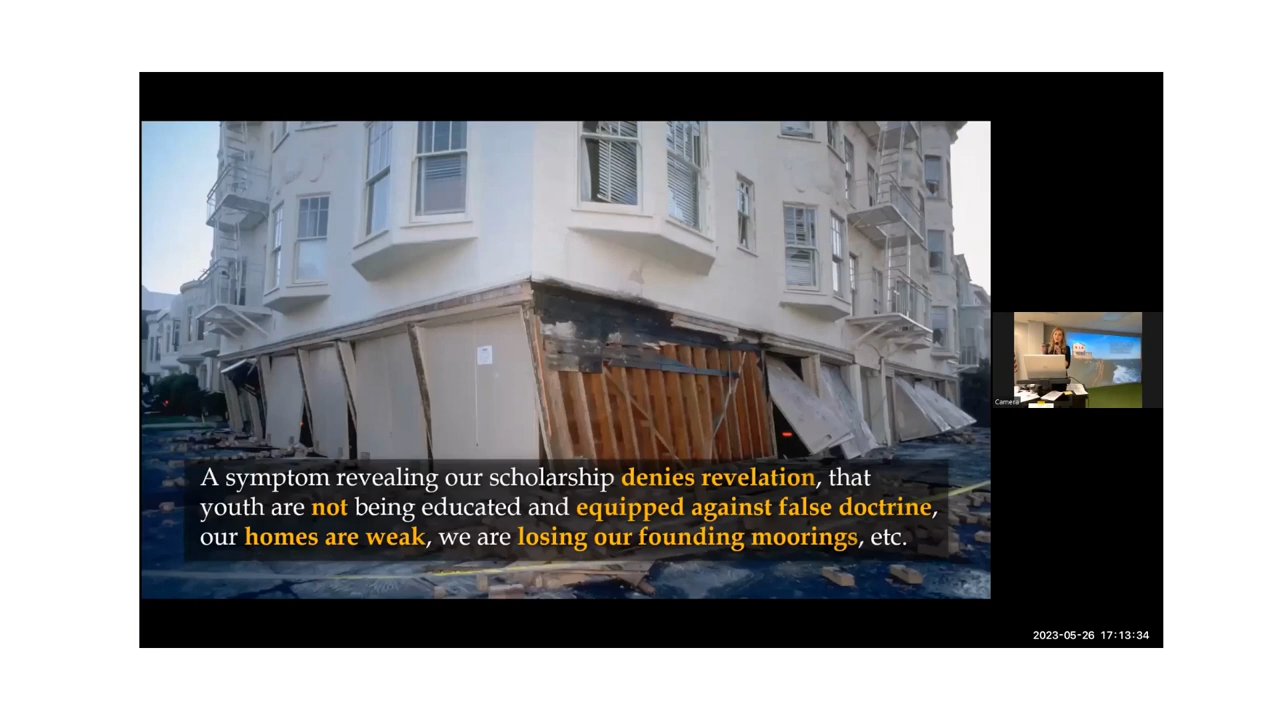 A symptom revealing our scholarship denies revelation, that
youth are not being educated and equipped against false doctrine,
our homes are weak, we are losing our founding moorings, etc.
Camera
2023-05-26 17:13:34